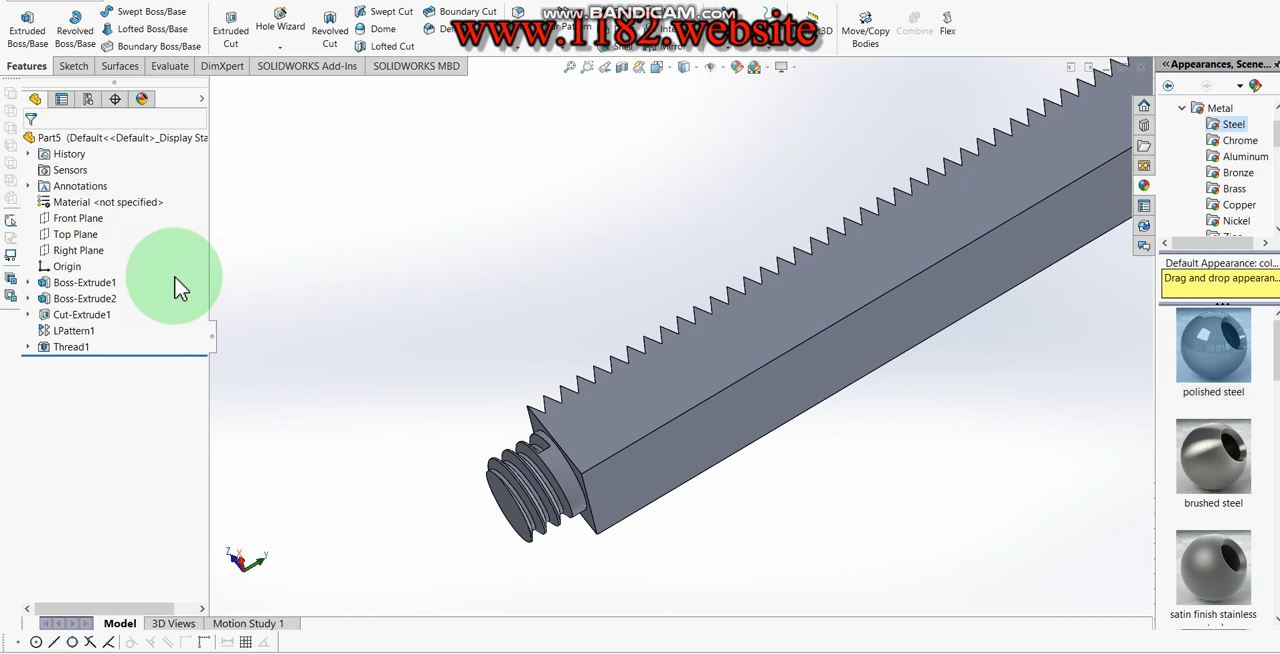 www.BANDICAM.com
www.1182.website
Extruded Boss/Base
Revolved Boss/Base
Swept Boss/Base
Lofted Boss/Base
Boundary Boss/Base
Extruded Cut
Hole Wizard
Revolved Cut
Swept Cut
Dome
Lofted Cut
Boundary Cut
Move/Copy Bodies
Combine
Flex
Features
Sketch
Surfaces
Evaluate
DimXpert
SOLIDWORKS Add-Ins
SOLIDWORKS MBD
Part5 (Default<<Default>_Display Sta
History
Sensors
Annotations
Material <not specified>
Front Plane
Top Plane
Right Plane
Origin
Boss-Extrude1
Boss-Extrude2
Cut-Extrude1
LPattern1
Thread1
Z X Y
Appearances, Scene...
Metal
Steel
Chrome
Aluminum
Bronze
Brass
Copper
Nickel
Default Appearance: col...
Drag and drop appearan...
polished steel
brushed steel
satin finish stainless
Model
3D Views
Motion Study 1